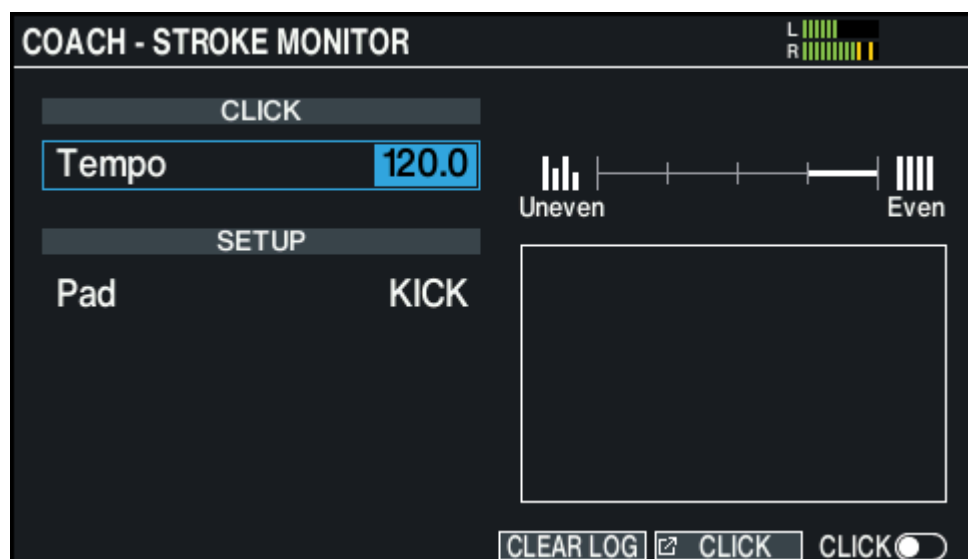 COACH - STROKE MONITOR
L
R
CLICK
Tempo 120.0
Uneven Even
SETUP
Pad KICK
CLEAR LOG CLICK CLICK